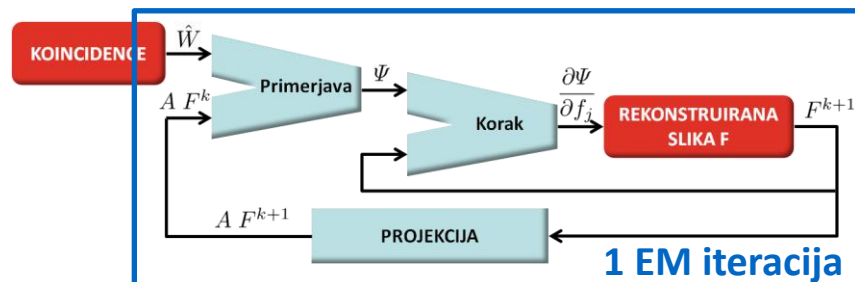 KOINCIDENCE
Ŵ
A F^k
Primerjava
Ψ
Korak
∂Ψ
∂f_j
REKONSTRUIRANA
SLIKA F
F^{k+1}
A F^{k+1}
PROJEKCIJA
1 EM iteracija